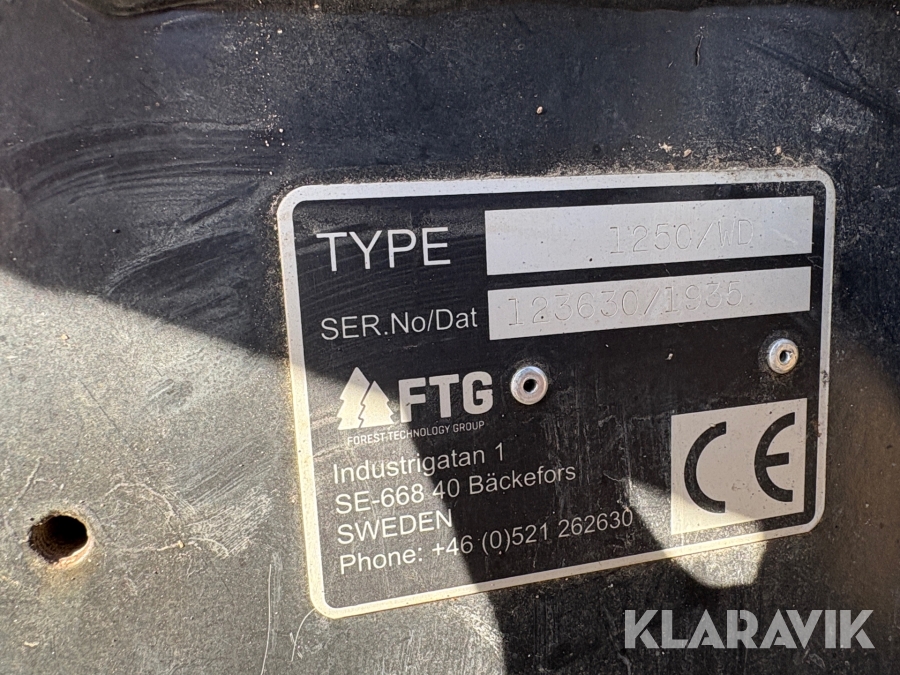 TYPE 1250/WD
SER.No/Dat 123630/1935
FTG
FOREST TECHNOLOGY GROUP
Industrigatan 1
SE-668 40 Bäckefors
SWEDEN
Phone: +46 (0)521 262630
CE
KLARAVIK